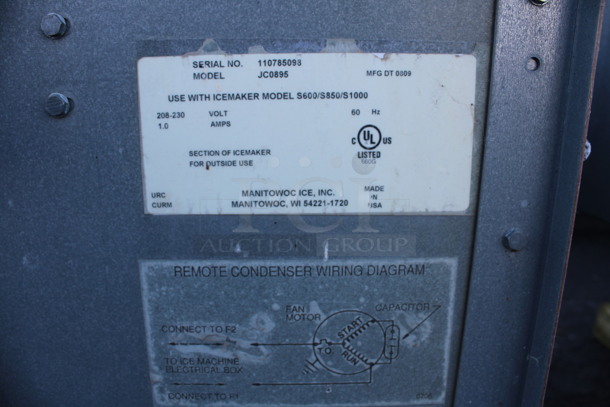 SERIAL NO. 110785098
MODEL JC0895 MFG DT 0809
USE WITH ICEMAKER MODEL S600/S850/S1000
208-230 VOLT 60 Hz
1.0 AMPS
C UL US
LISTED
SECTION OF ICEMAKER
FOR OUTSIDE USE
URC MANITOWOC ICE, INC. MADE
CURM MANITOWOC, WI 54221-1720 IN
USA
AUCTION GROUP
REMOTE CONDENSER WIRING DIAGRAM
FAN CAPACITOR
MOTOR
START
RUN
T.O.
CONNECT TO F2
TO ICE MACHINE
ELECTRICAL BOX
CONNECT TO F1